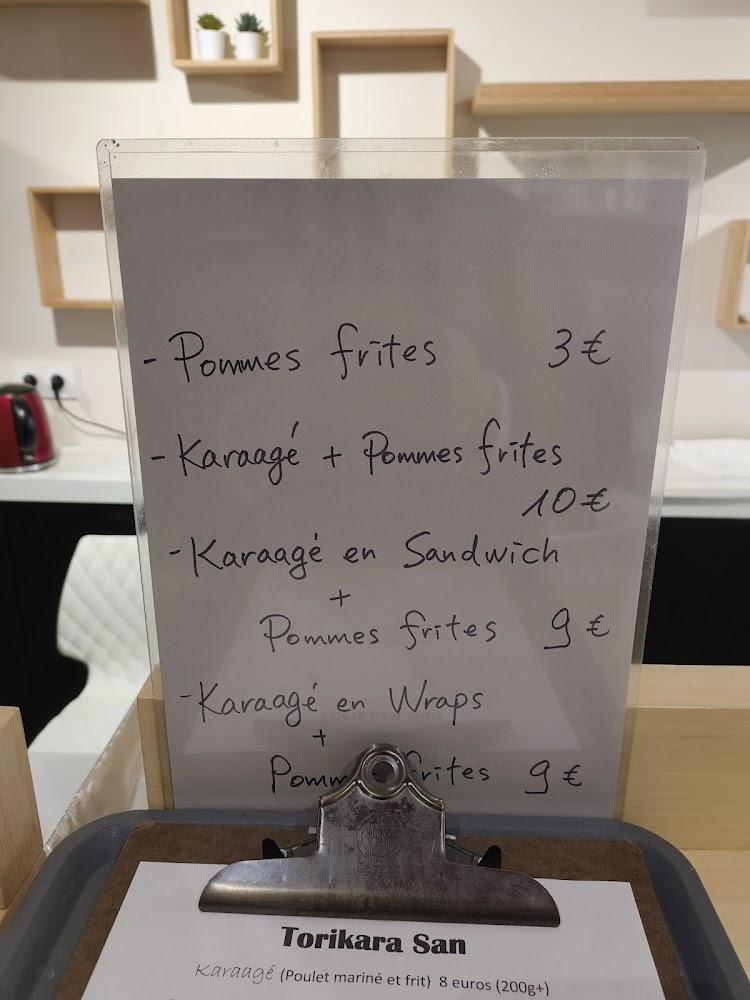 - Pommes frites 3€
- Karaagé + Pommes frites
10€
- Karaagé en Sandwich
+
Pommes frites 9€
- Karaagé en Wraps
+
frites 9€
Torikara San
Karaagé (Poulet mariné et frit) 8 euros (200g+)